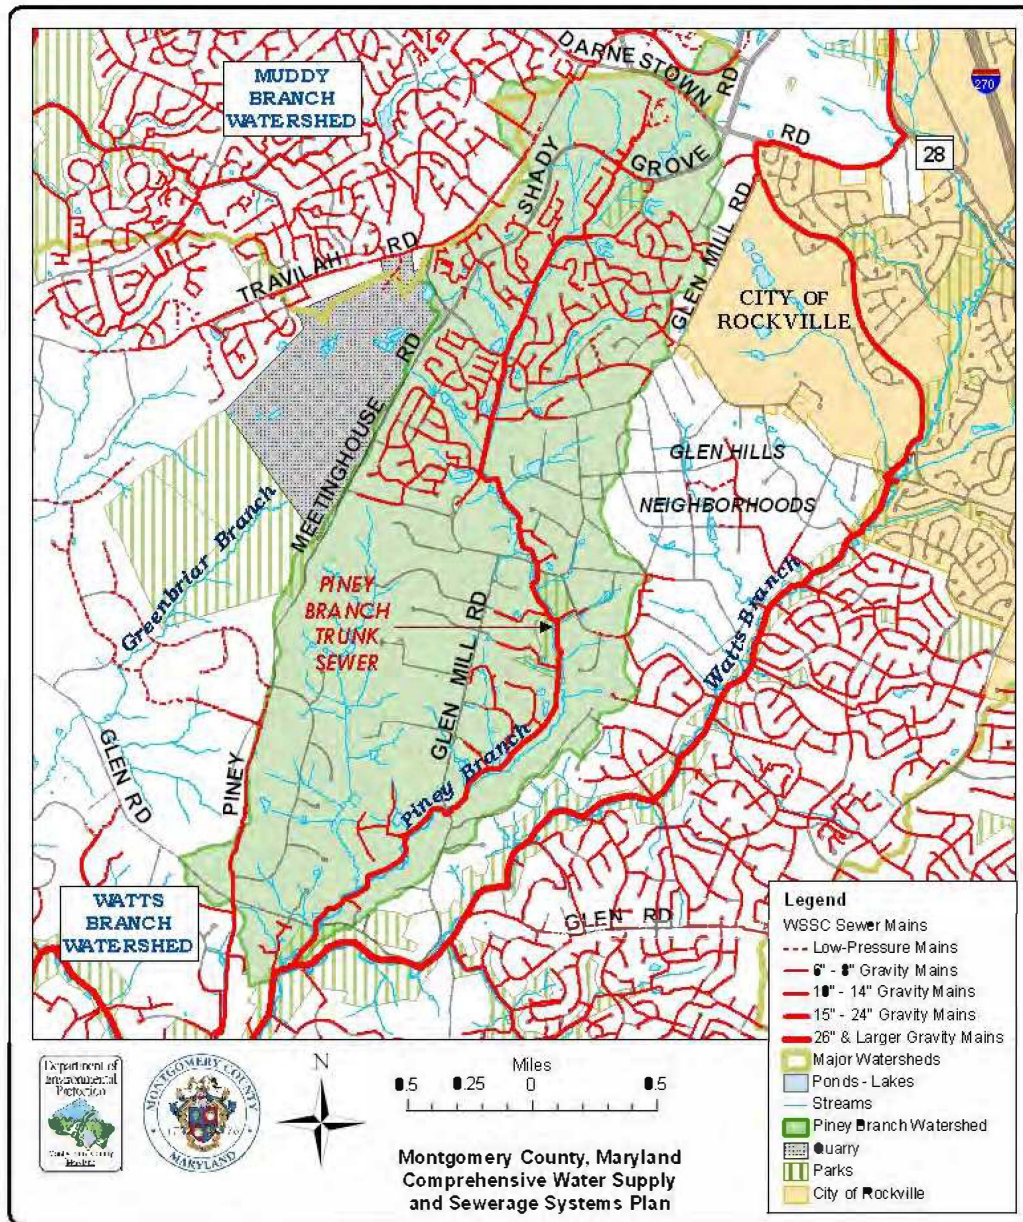 MUDDY
BRANCH
WATERSHED
DARNESTOWN
RD
RD
270
28
SHADY
GROVE
TRAVILAH RD
GLEN MILL RD
CITY OF
ROCKVILLE
MEETINGHOUSE
RD
GLEN HILLS
NEIGHBORHOODS
Greenbriar Branch
PINEY
BRANCH
TRUNK
SEWER
GLEN MILL RD
Watts Branch
Piney Branch
GLEN RD
PINEY
WATTS
BRANCH
WATERSHED
GLEN RD
Legend
WSSC Sewer Mains
Low-Pressure Mains
6" - 8" Gravity Mains
10" - 14" Gravity Mains
15" - 24" Gravity Mains
26" & Larger Gravity Mains
Major Watersheds
Ponds - Lakes
Streams
Piney Branch Watershed
Quarry
Parks
City of Rockville
Department of
Environmental
Protection
Montgomery County
Maryland
MONTGOMERY COUNTY
MARYLAND
N
Miles
0.5 0.25 0 0.5
Montgomery County, Maryland
Comprehensive Water Supply
and Sewerage Systems Plan